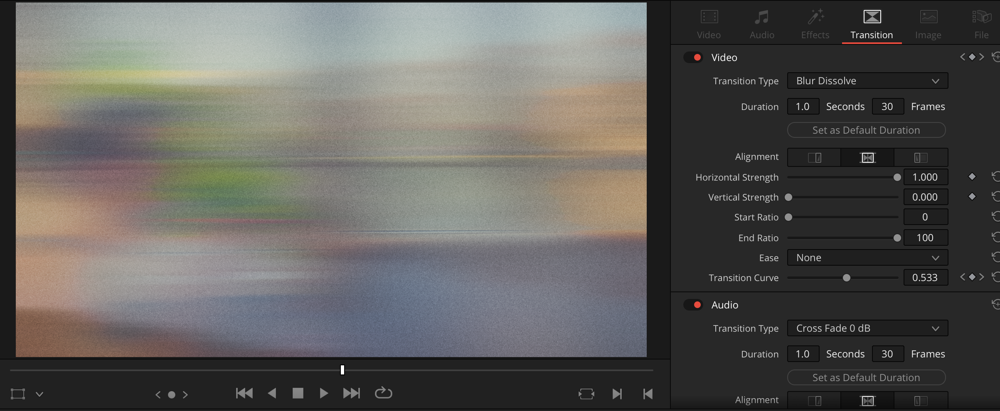 Video Audio Effects Transition Image File
Video
Transition Type Blur Dissolve
Duration 1.0 Seconds 30 Frames
Set as Default Duration
Alignment
Horizontal Strength 1.000
Vertical Strength 0.000
Start Ratio 0
End Ratio 100
Ease None
Transition Curve 0.533
Audio
Transition Type Cross Fade 0 dB
Duration 1.0 Seconds 30 Frames
Set as Default Duration
Alignment